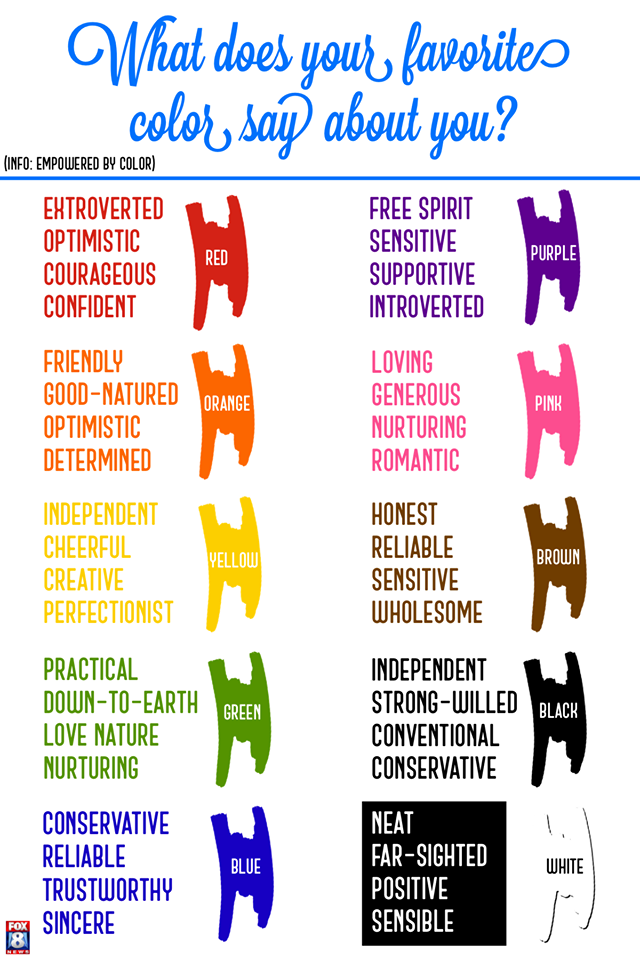 What does your favorite
color say about you?
(INFO: EMPOWERED BY COLOR)
EXTROVERTED
OPTIMISTIC
COURAGEOUS
CONFIDENT
RED
FREE SPIRIT
SENSITIVE
SUPPORTIVE
INTROVERTED
PURPLE
FRIENDLY
GOOD-NATURED
OPTIMISTIC
DETERMINED
ORANGE
LOVING
GENEROUS
NURTURING
ROMANTIC
PINK
INDEPENDENT
CHEERFUL
CREATIVE
PERFECTIONIST
YELLOW
HONEST
RELIABLE
SENSITIVE
WHOLESOME
BROWN
PRACTICAL
DOWN-TO-EARTH
LOVE NATURE
NURTURING
GREEN
INDEPENDENT
STRONG-WILLED
CONVENTIONAL
CONSERVATIVE
BLACK
CONSERVATIVE
RELIABLE
TRUSTWORTHY
SINCERE
BLUE
NEAT
FAR-SIGHTED
POSITIVE
SENSIBLE
WHITE
FOX
8
NEWS